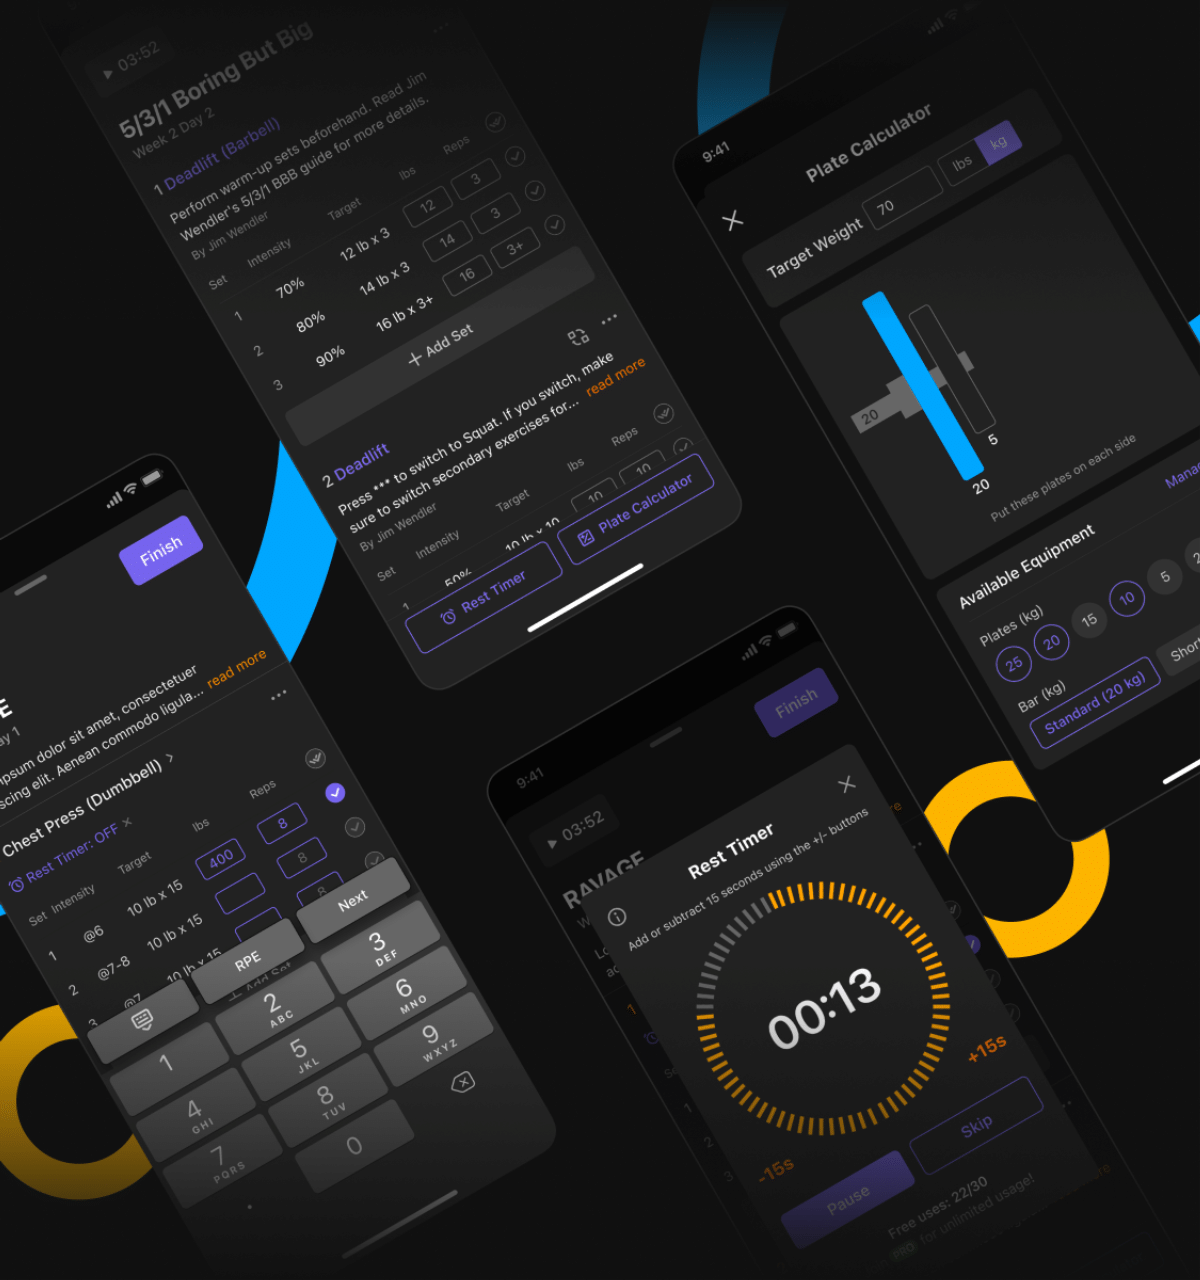 03:52
5/3/1 Boring But Big
Week 2 Day 2
1 Deadlift (Barbell)
Perform warm-up sets beforehand. Read Jim
Wendler's 5/3/1 BBB guide for more details.
By Jim Wendler
Set Intensity Target lbs Reps
1 70% 12 lb x 3 12 3
2 80% 14 lb x 3 14 3
3 90% 16 lb x 3+ 16 3+
+ Add Set
2 Deadlift
Press *** to switch to Squat. If you switch, make
sure to switch secondary exercises for... read more
By Jim Wendler
Set Intensity Target lbs Reps
1 50% 10 lb x 10 10 10
Rest Timer
Plate Calculator
9:41
Plate Calculator
Target Weight 70 lbs kg
20
5
20
Put these plates on each side
Available Equipment
Plates (kg)
25 20 15 10 5
Bar (kg)
Standard (20 kg) Short
Finish
ay 1
psum dolor sit amet, consectetuer
scing elit. Aenean commodo ligula... read more
Chest Press (Dumbbell) >
Rest Timer: OFF ×
Set Intensity Target lbs Reps
1 @6 10 lb x 15 400 8
2 @7-8 10 lb x 15 8
3 @7 10 lb x 15 8
+ Add Set
RPE
Next
1
2 ABC
3 DEF
4 GHI
5 JKL
6 MNO
7 PQRS
8 TUV
9 WXYZ
0
9:41
Finish
03:52
RAVAGE
Rest Timer
Add or subtract 15 seconds using the +/- buttons
00:13
-15s
+15s
Pause
Skip
Free uses: 22/30
PRO for unlimited usage!